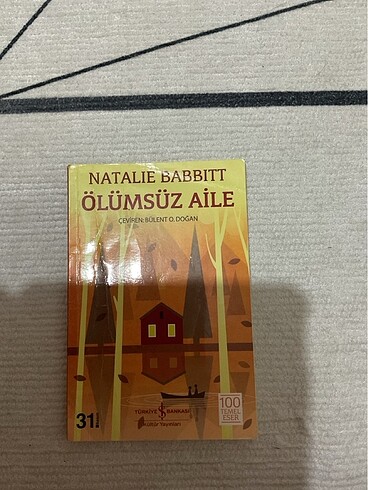 NATALIE BABBITT
ÖLÜMSÜZ AİLE
ÇEVİREN: BÜLENT O. DOĞAN
31
TÜRKİYE İŞ BANKASI
Kültür Yayınları
100
TEMEL
ESER